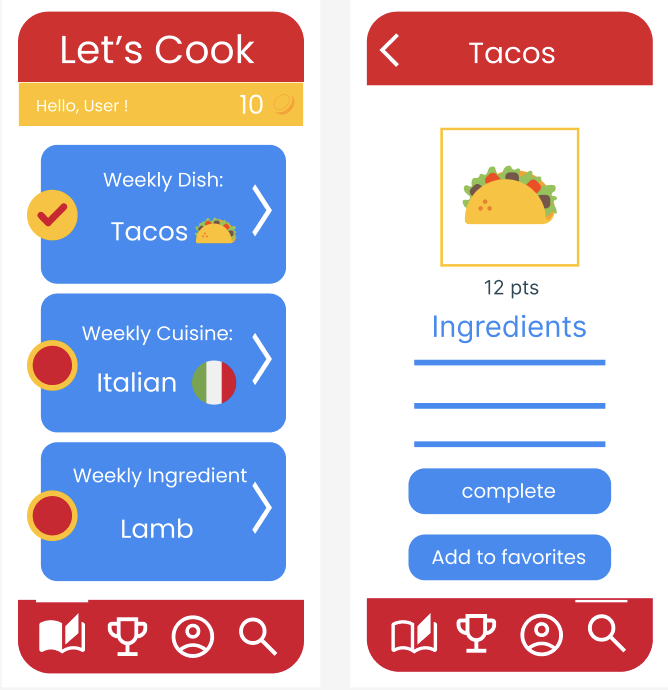 Let's Cook
Hello, User !
10
Weekly Dish:
Tacos
Weekly Cuisine:
Italian
Weekly Ingredient
Lamb
Tacos
12 pts
Ingredients
complete
Add to favorites